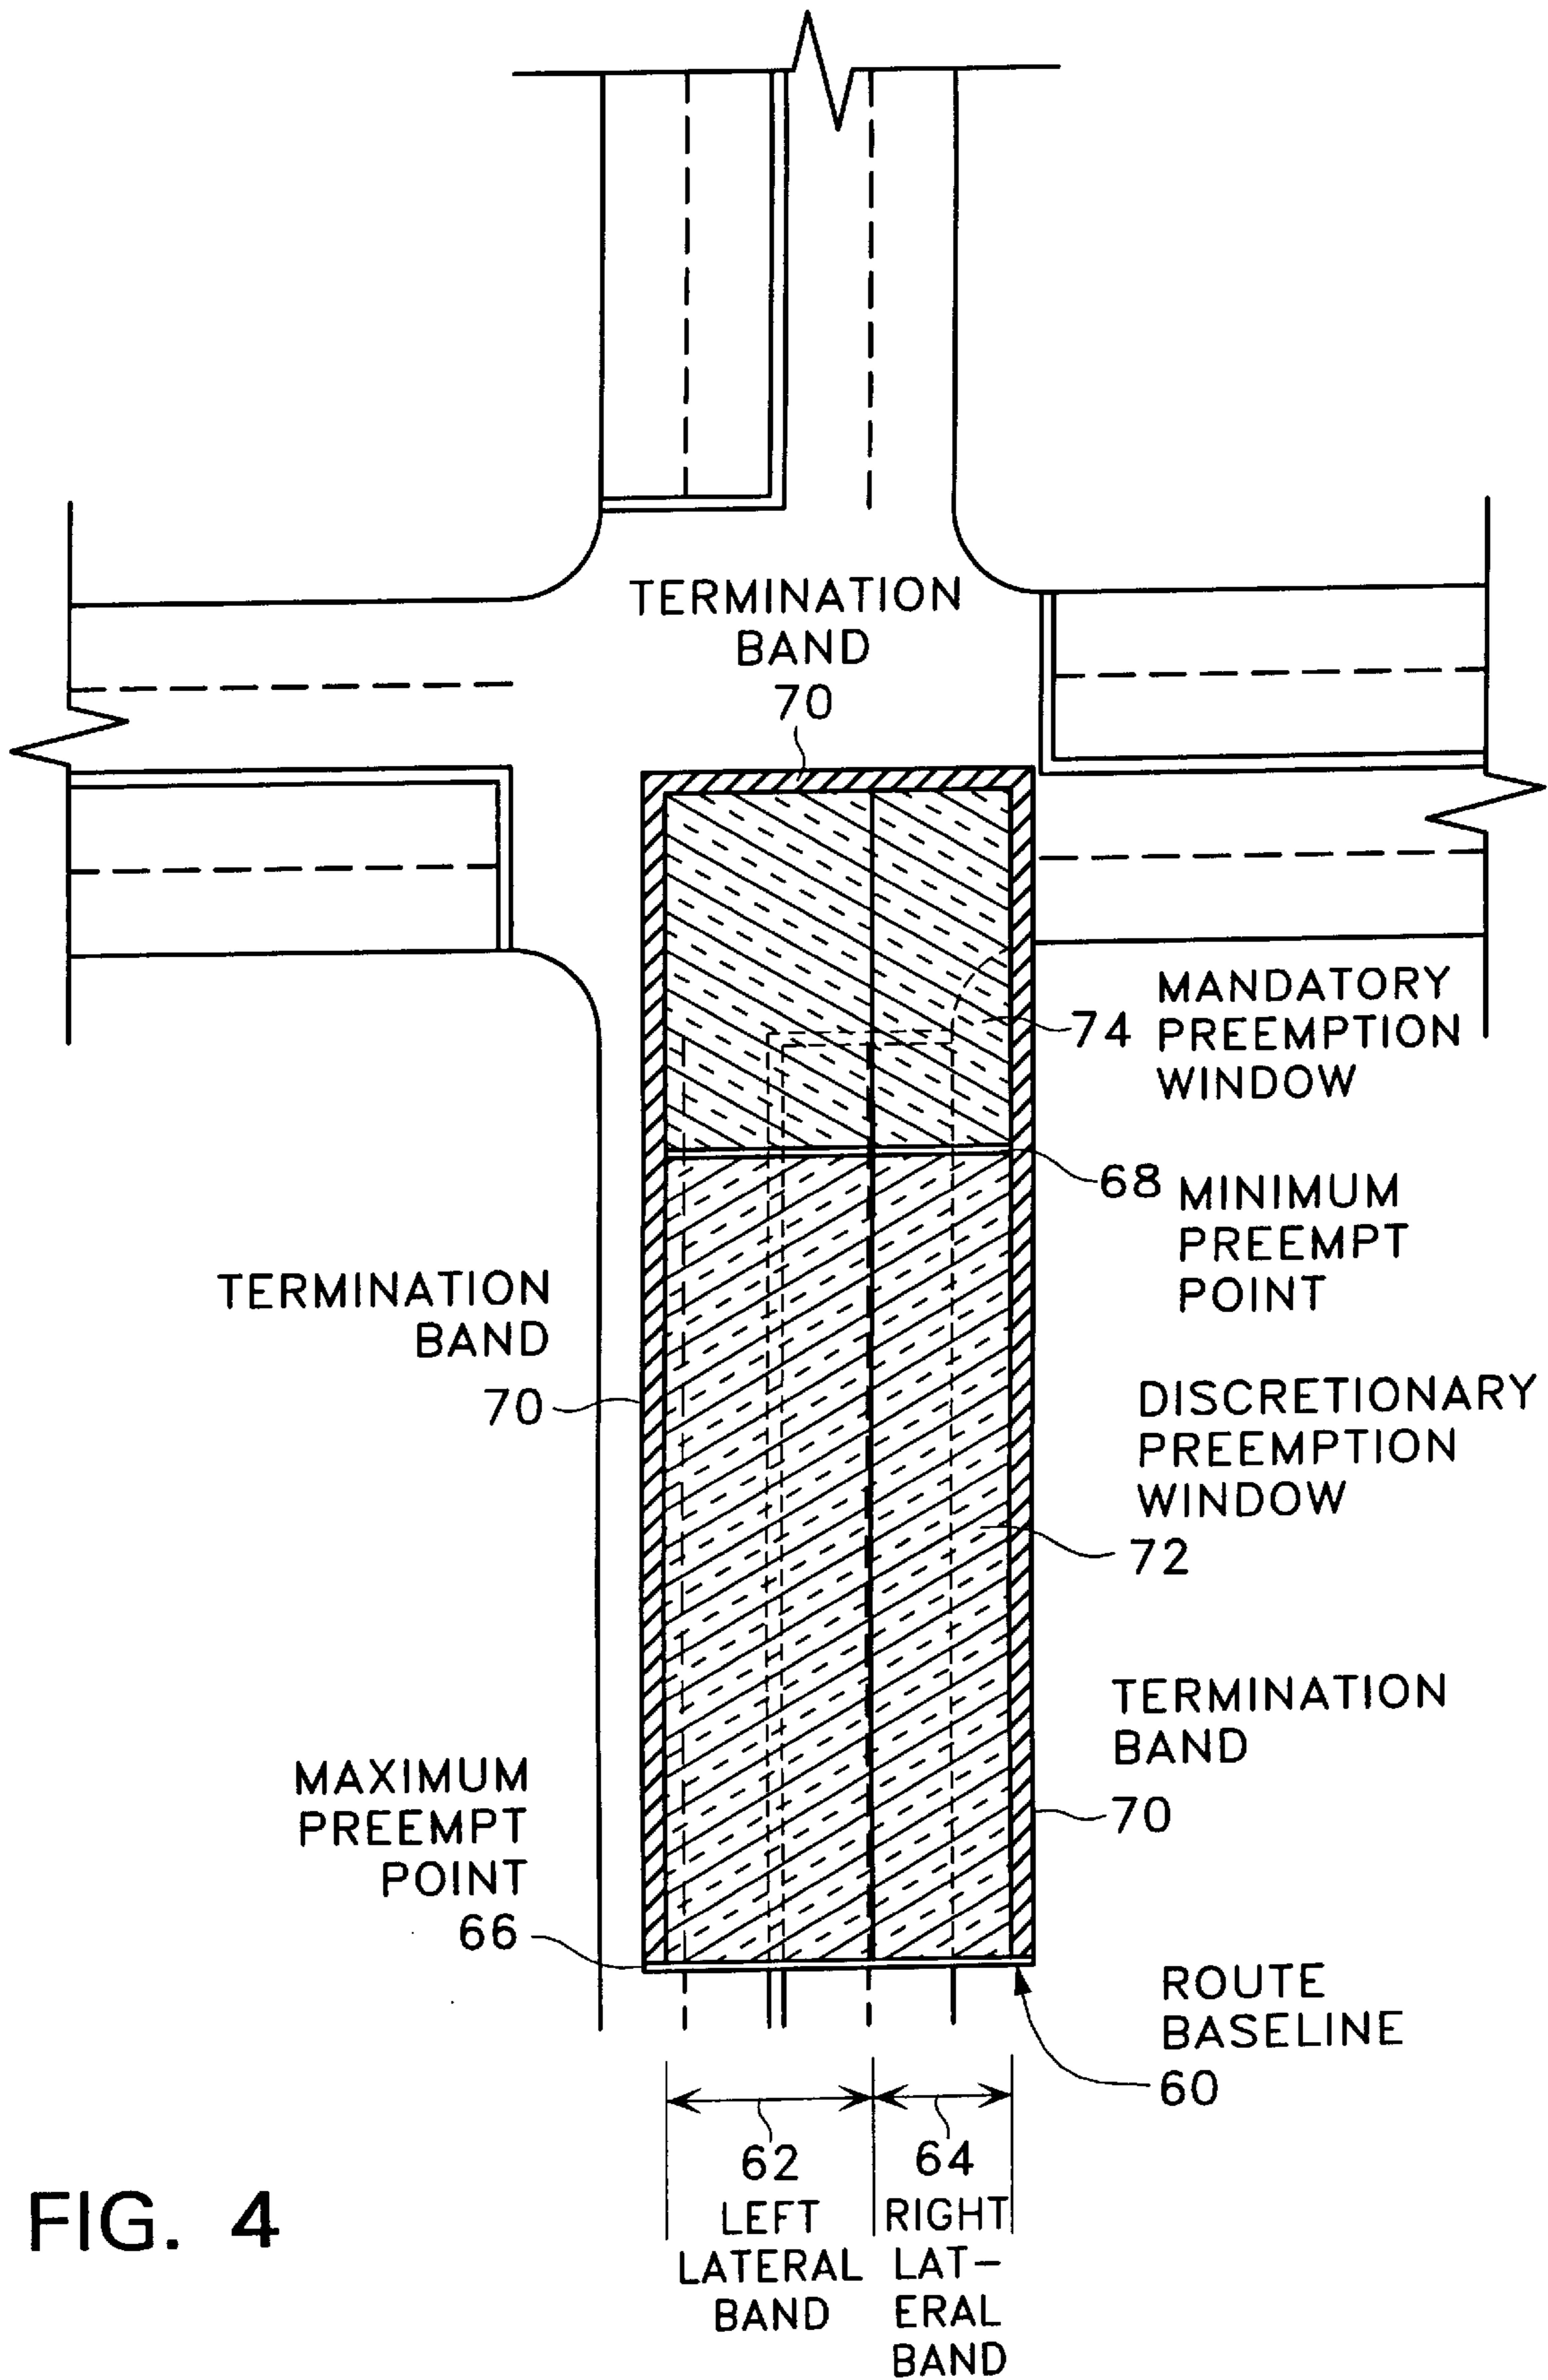 TERMINATION
BAND
70
74
MANDATORY
PREEMPTION
WINDOW
68
MINIMUM
PREEMPT
POINT
TERMINATION
BAND
70
DISCRETIONARY
PREEMPTION
WINDOW
72
TERMINATION
BAND
70
MAXIMUM
PREEMPT
POINT
66
ROUTE
BASELINE
60
62
LEFT
LATERAL
BAND
64
RIGHT
LAT-
ERAL
BAND
FIG. 4